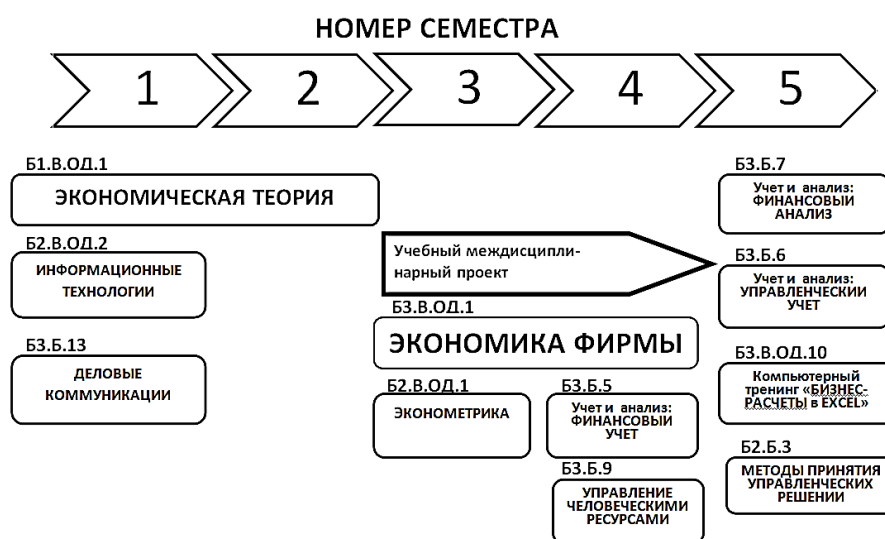 НОМЕР СЕМЕСТРА
1 2 3 4 5
Б1.В.ОД.1
ЭКОНОМИЧЕСКАЯ ТЕОРИЯ
Б2.В.ОД.2
ИНФОРМАЦИОННЫЕ
ТЕХНОЛОГИИ
Б3.Б.13
ДЕЛОВЫЕ
КОММУНИКАЦИИ
Учебный междисципли-
нарный проект
Б3.В.ОД.1
ЭКОНОМИКА ФИРМЫ
Б2.В.ОД.1
ЭКОНОМЕТРИКА
Б3.Б.5
Учет и анализ:
ФИНАНСОВЫЙ
УЧЕТ
Б3.Б.9
УПРАВЛЕНИЕ
ЧЕЛОВЕЧЕСКИМИ
РЕСУРСАМИ
Б3.Б.7
Учет и анализ:
ФИНАНСОВЫЙ
АНАЛИЗ
Б3.Б.6
Учет и анализ:
УПРАВЛЕНЧЕСКИЙ
УЧЕТ
Б3.В.ОД.10
Компьютерный
тренинг «БИЗНЕС-
РАСЧЕТЫ в EXCEL»
Б2.Б.3
МЕТОДЫ ПРИНЯТИЯ
УПРАВЛЕНЧЕСКИХ
РЕШЕНИЙ